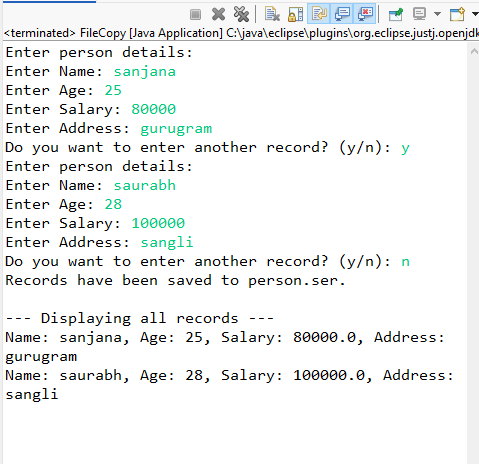 <terminated> FileCopy [Java Application] C:\java\eclipse\plugins\org.eclipse.justj.openjdk
Enter person details:
Enter Name: sanjana
Enter Age: 25
Enter Salary: 80000
Enter Address: gurugram
Do you want to enter another record? (y/n): y
Enter person details:
Enter Name: saurabh
Enter Age: 28
Enter Salary: 100000
Enter Address: sangli
Do you want to enter another record? (y/n): n
Records have been saved to person.ser.

--- Displaying all records ---
Name: sanjana, Age: 25, Salary: 80000.0, Address:
gurugram
Name: saurabh, Age: 28, Salary: 100000.0, Address:
sangli